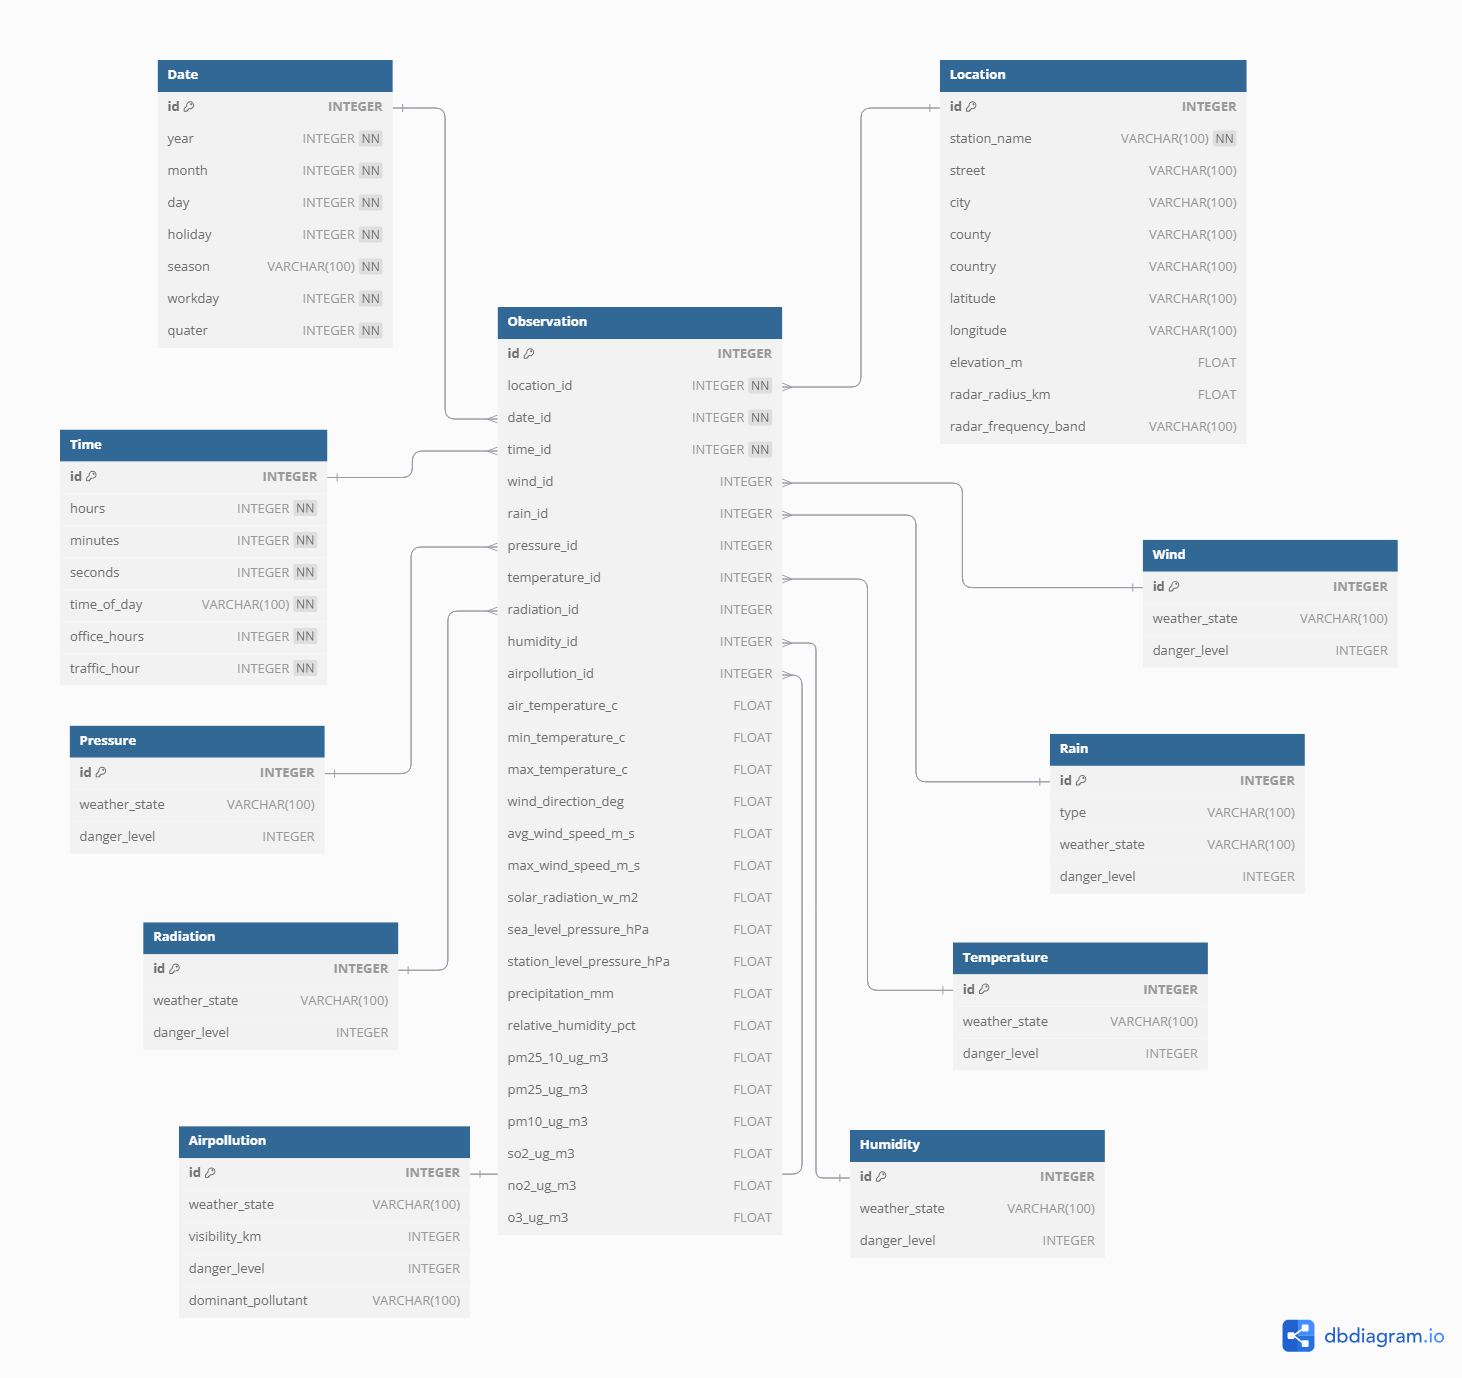 Date
id INTEGER
year INTEGER NN
month INTEGER NN
day INTEGER NN
holiday INTEGER NN
season VARCHAR(100) NN
workday INTEGER NN
quater INTEGER NN
Location
id INTEGER
station_name VARCHAR(100) NN
street VARCHAR(100)
city VARCHAR(100)
county VARCHAR(100)
country VARCHAR(100)
latitude VARCHAR(100)
longitude VARCHAR(100)
elevation_m FLOAT
radar_radius_km FLOAT
radar_frequency_band VARCHAR(100)
Observation
id INTEGER
location_id INTEGER NN
date_id INTEGER NN
time_id INTEGER NN
wind_id INTEGER
rain_id INTEGER
pressure_id INTEGER
temperature_id INTEGER
radiation_id INTEGER
humidity_id INTEGER
airpollution_id INTEGER
air_temperature_c FLOAT
min_temperature_c FLOAT
max_temperature_c FLOAT
wind_direction_deg FLOAT
avg_wind_speed_m_s FLOAT
max_wind_speed_m_s FLOAT
solar_radiation_w_m2 FLOAT
sea_level_pressure_hPa FLOAT
station_level_pressure_hPa FLOAT
precipitation_mm FLOAT
relative_humidity_pct FLOAT
pm25_10_ug_m3 FLOAT
pm25_ug_m3 FLOAT
pm10_ug_m3 FLOAT
so2_ug_m3 FLOAT
no2_ug_m3 FLOAT
o3_ug_m3 FLOAT
Time
id INTEGER
hours INTEGER NN
minutes INTEGER NN
seconds INTEGER NN
time_of_day VARCHAR(100) NN
office_hours INTEGER NN
traffic_hour INTEGER NN
Wind
id INTEGER
weather_state VARCHAR(100)
danger_level INTEGER
Pressure
id INTEGER
weather_state VARCHAR(100)
danger_level INTEGER
Rain
id INTEGER
type VARCHAR(100)
weather_state VARCHAR(100)
danger_level INTEGER
Radiation
id INTEGER
weather_state VARCHAR(100)
danger_level INTEGER
Temperature
id INTEGER
weather_state VARCHAR(100)
danger_level INTEGER
Airpollution
id INTEGER
weather_state VARCHAR(100)
visibility_km INTEGER
danger_level INTEGER
dominant_pollutant VARCHAR(100)
Humidity
id INTEGER
weather_state VARCHAR(100)
danger_level INTEGER
dbdiagram.io